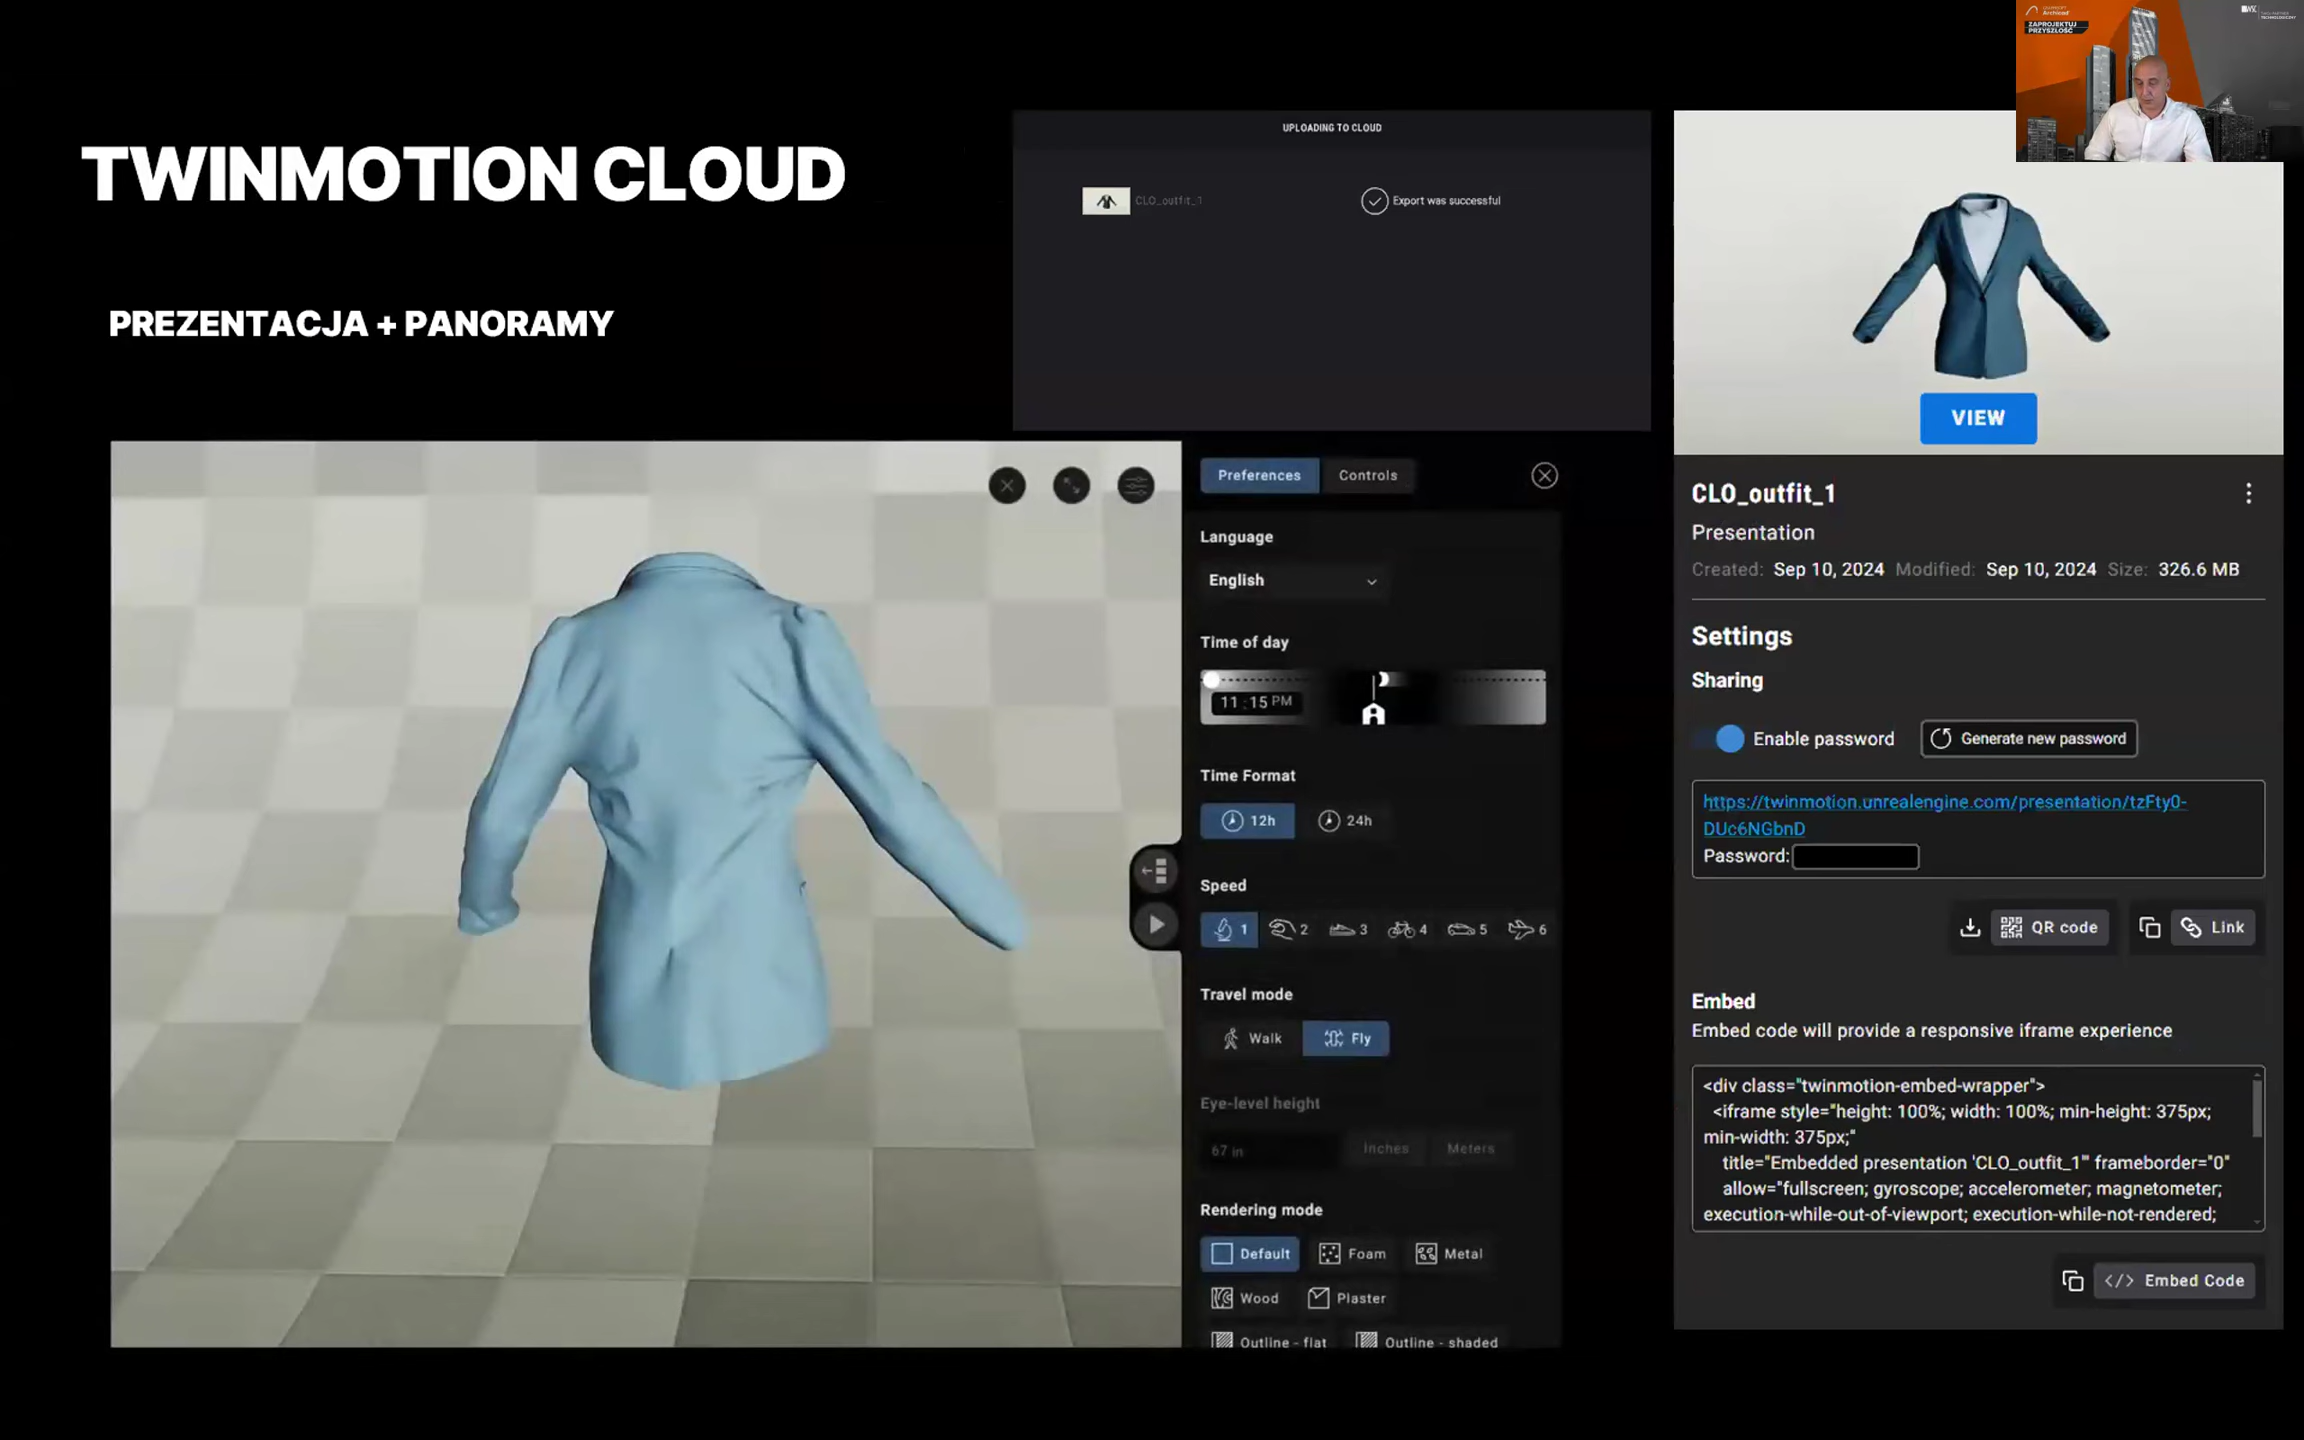 TWINMOTION CLOUD
PREZENTACJA + PANORAMY
UPLOADING TO CLOUD
CLO_outfit_1
Export was successful
ZAPROJEKTUJ
PRZYSZŁOŚĆ
VIEW
CLO_outfit_1
Presentation
Created: Sep 10, 2024 Modified: Sep 10, 2024 Size: 326.6 MB
Settings
Sharing
Enable password
Generate new password
https://twinmotion.unrealengine.com/presentation/tzFty0-
DUc6NGbnD
Password:
QR code
Link
Embed
Embed code will provide a responsive iframe experience
<div class="twinmotion-embed-wrapper">
<iframe style="height: 100%; width: 100%; min-height: 375px;
min-width: 375px;"
title="Embedded presentation 'CLO_outfit_1'" frameborder="0"
allow="fullscreen; gyroscope; accelerometer; magnetometer;
execution-while-out-of-viewport; execution-while-not-rendered;
</> Embed Code
Preferences Controls
Language
English
Time of day
11:15 PM
Time Format
12h 24h
Speed
1 2 3 4 5 6
Travel mode
Walk Fly
Eye-level height
67 in Inches Meters
Rendering mode
Default Foam Metal
Wood Plaster
Outline - flat Outline - shaded